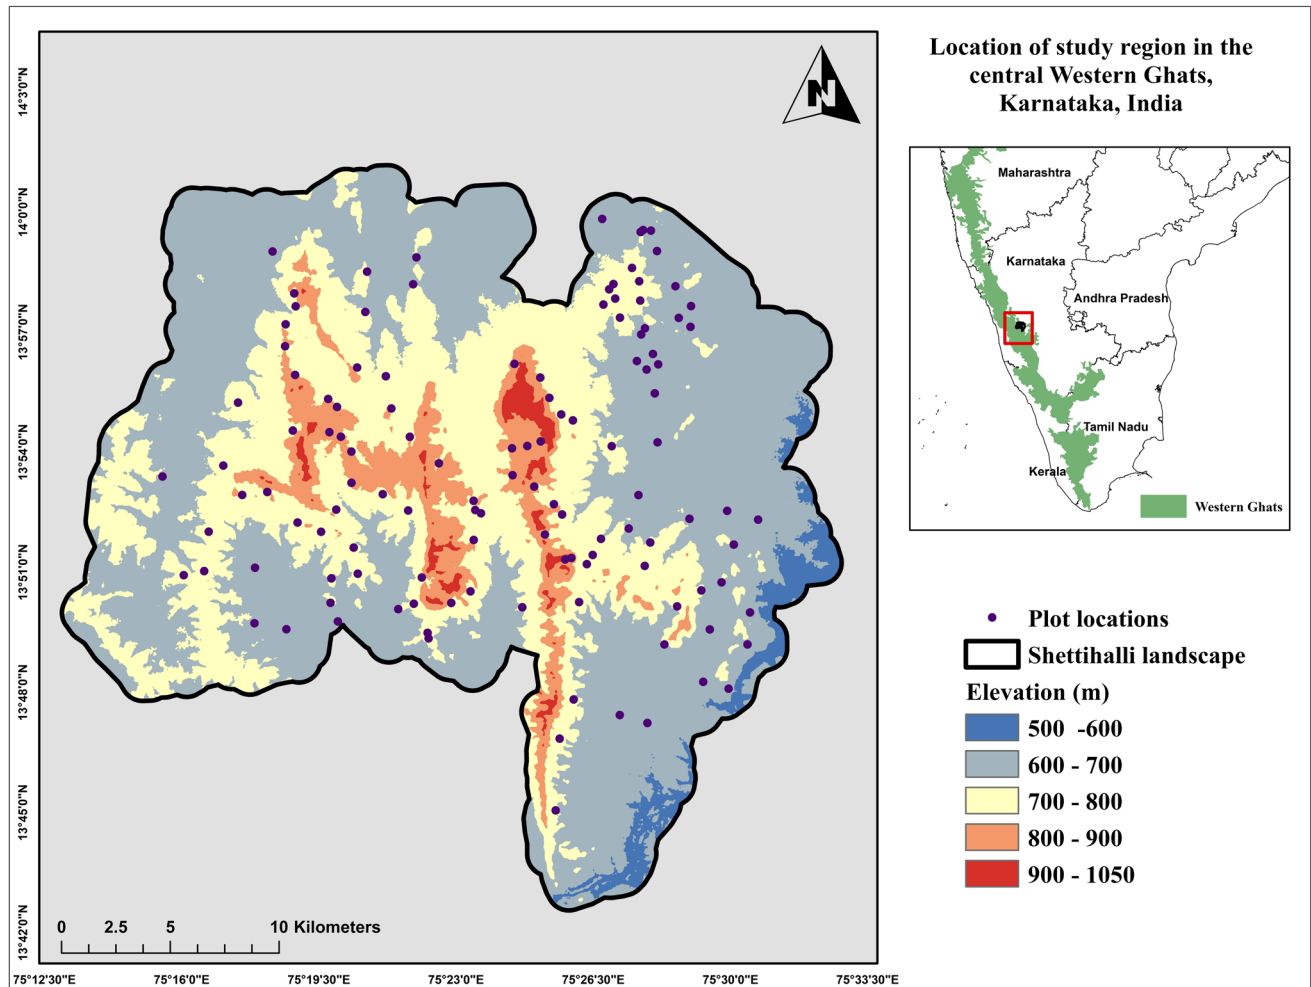 Location of study region in the
central Western Ghats,
Karnataka, India
N
14°3'0"N
14°0'0"N
13°57'0"N
13°54'0"N
13°51'0"N
13°48'0"N
13°45'0"N
13°42'0"N
75°12'30"E
75°16'0"E
75°19'30"E
75°23'0"E
75°26'30"E
75°30'0"E
75°33'30"E
0 2.5 5 10 Kilometers
Maharashtra
Karnataka
Andhra Pradesh
Tamil Nadu
Kerala
Western Ghats
Plot locations
Shettihalli landscape
Elevation (m)
500 -600
600 - 700
700 - 800
800 - 900
900 - 1050